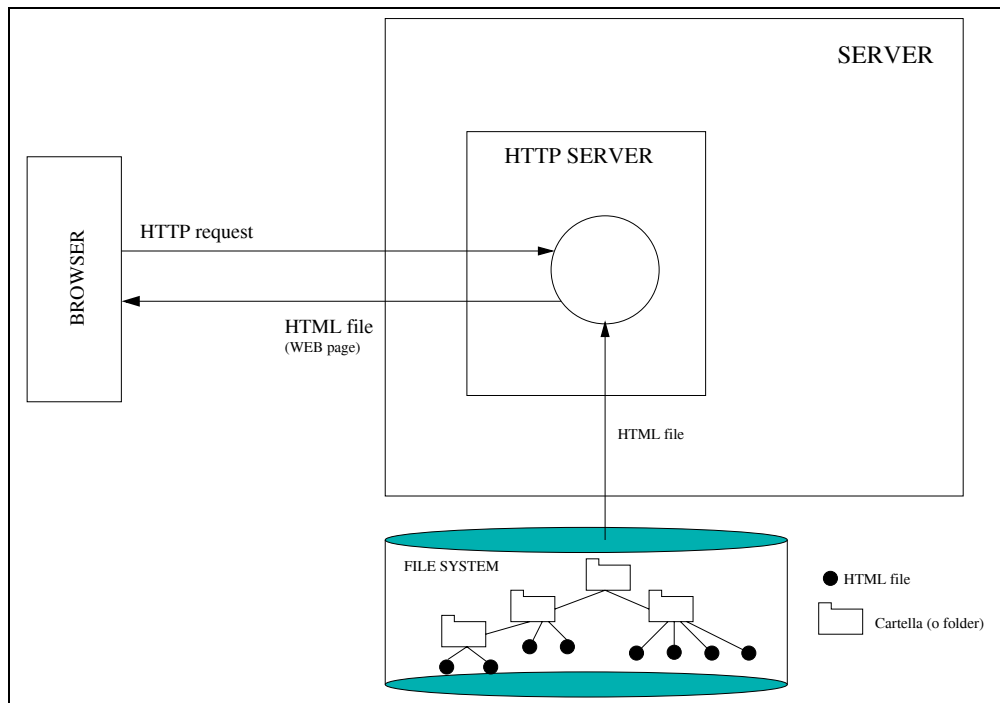 SERVER
HTTP SERVER
BROWSER
HTTP request
HTML file
(WEB page)
HTML file
FILE SYSTEM
HTML file
Cartella (o folder)